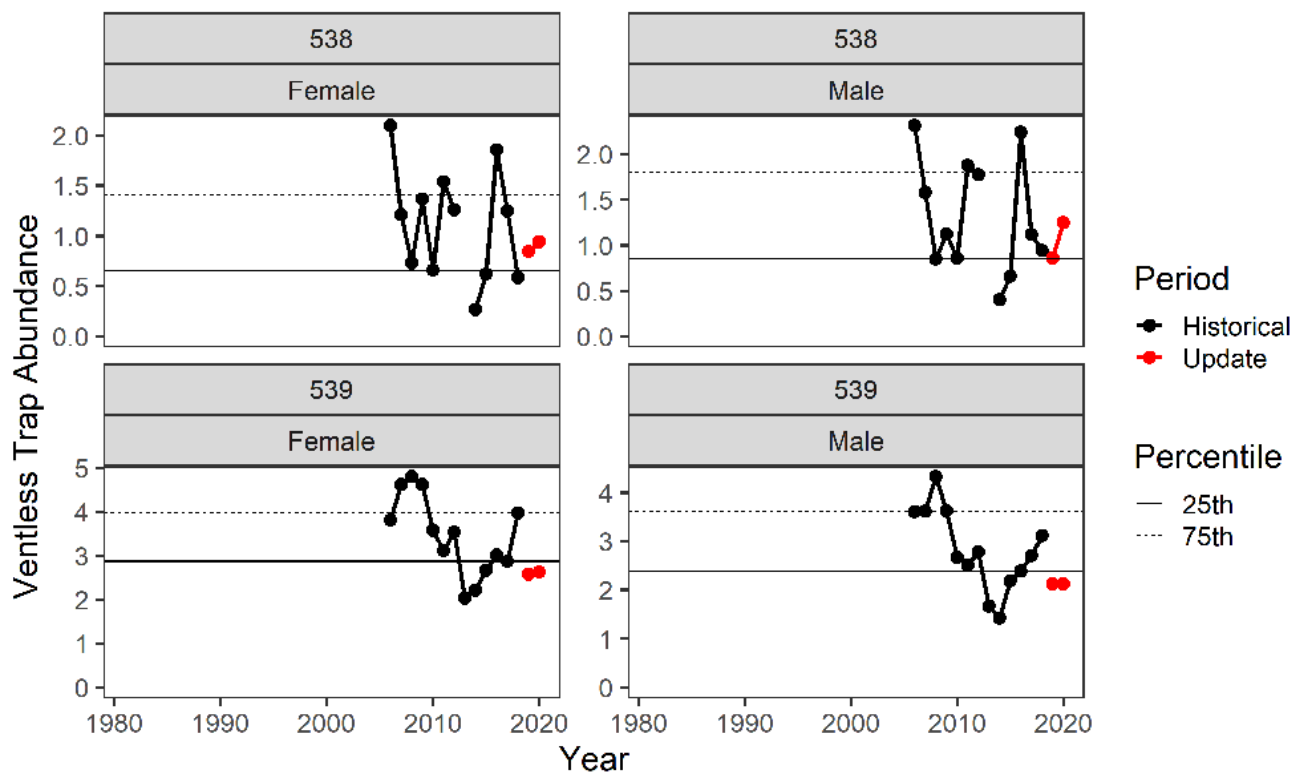 538
538
Female
Male
2.0
1.5
1.0
0.5
0.0
2.0
1.5
1.0
0.5
0.0
539
539
Female
Male
5
4
3
2
1
0
4
3
2
1
0
1980 1990 2000 2010 2020
1980 1990 2000 2010 2020
Year
Ventless Trap Abundance
Period
Historical
Update
Percentile
25th
75th